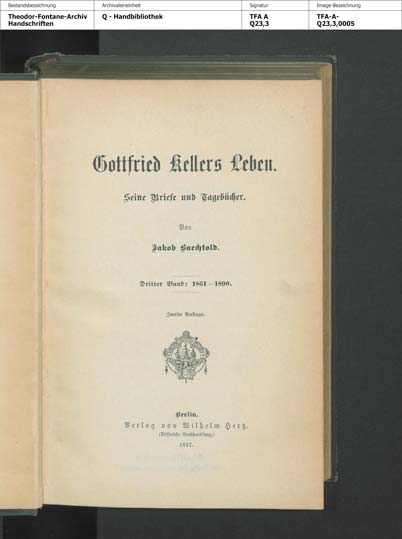 Bestandsbezeichnung
Archivalieneinheit
Signatur
Image-Bezeichnung
Theodor-Fontane-Archiv
Handschriften
Q - Handbibliothek
TFA A
Q23,3
TFA-A-
Q23,3,0005
Gottfried Kellers Leben.
Seine Briefe und Tagebücher.
Von
Jakob Baechtold.
Dritter Band: 1861–1890.
Zweite Auflage.
Berlin.
Verlag von Wilhelm Hertz.
(Bessersche Buchhandlung.)
1897.